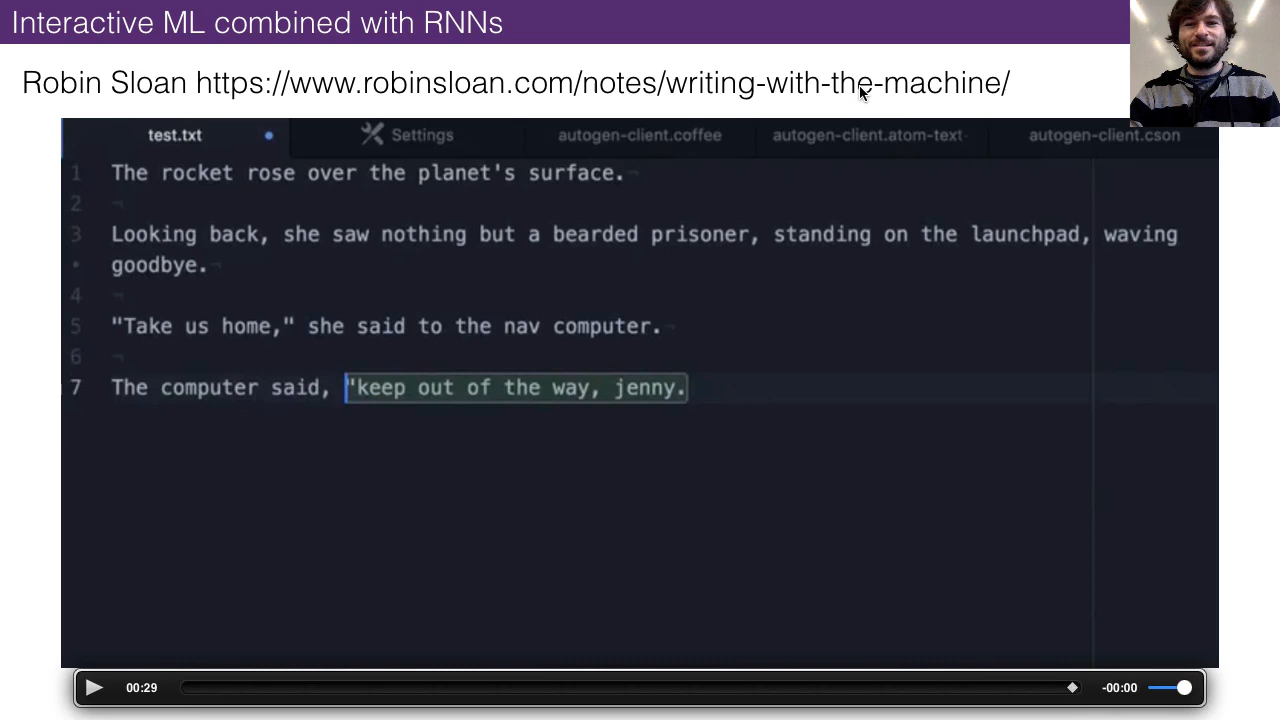 Interactive ML combined with RNNs
Robin Sloan https://www.robinsloan.com/notes/writing-with-the-machine/
test.txt Settings autogen-client.coffee autogen-client.atom-text- autogen-client.cson
1 The rocket rose over the planet's surface.¬
2 ¬
3 Looking back, she saw nothing but a bearded prisoner, standing on the launchpad, waving
• goodbye.¬
4 ¬
5 "Take us home," she said to the nav computer.¬
6 ¬
7 The computer said, "keep out of the way, jenny.
00:29 -00:00